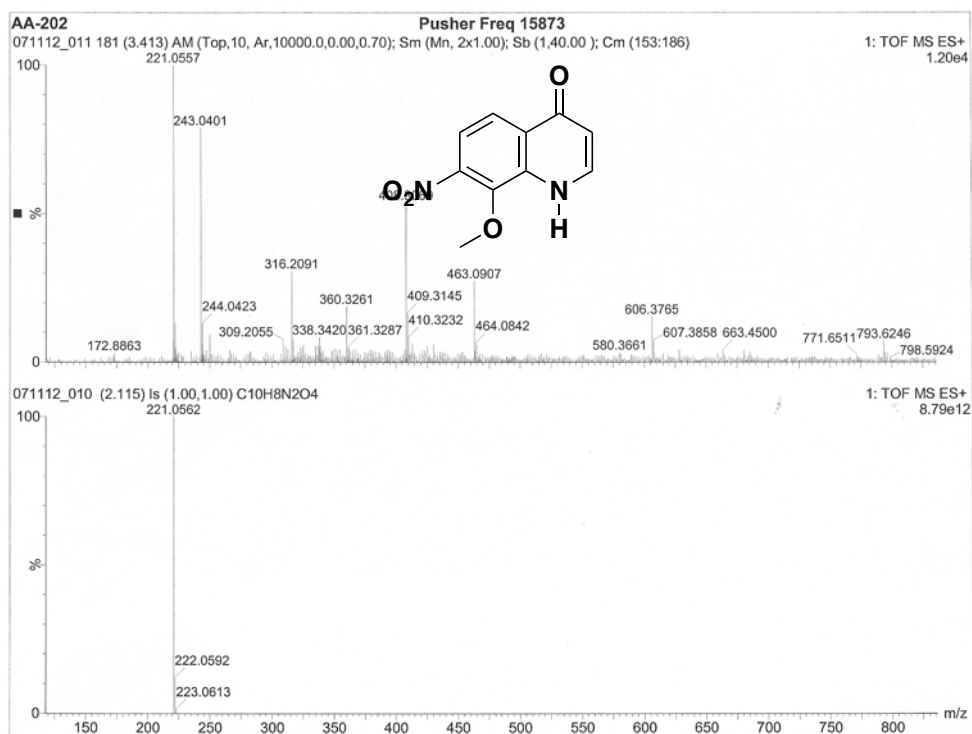 AA-202
Pusher Freq 15873
071112_011 181 (3.413) AM (Top,10, Ar,10000.0,0.00,0.70); Sm (Mn, 2x1.00); Sb (1,40.00 ); Cm (153:186)
1: TOF MS ES+
1.20e4
100
221.0557
243.0401
O
O2N
N
H
O
%
316.2091
463.0907
360.3261
409.3145
244.0423
606.3765
410.3232
464.0842
309.2055
338.3420
361.3287
607.3858
663.4500
793.6246
771.6511
580.3661
172.8863
798.5924
0
071112_010 (2.115) Is (1.00,1.00) C10H8N2O4
1: TOF MS ES+
8.79e12
100
221.0562
%
222.0592
223.0613
0
m/z
150 200 250 300 350 400 450 500 550 600 650 700 750 800